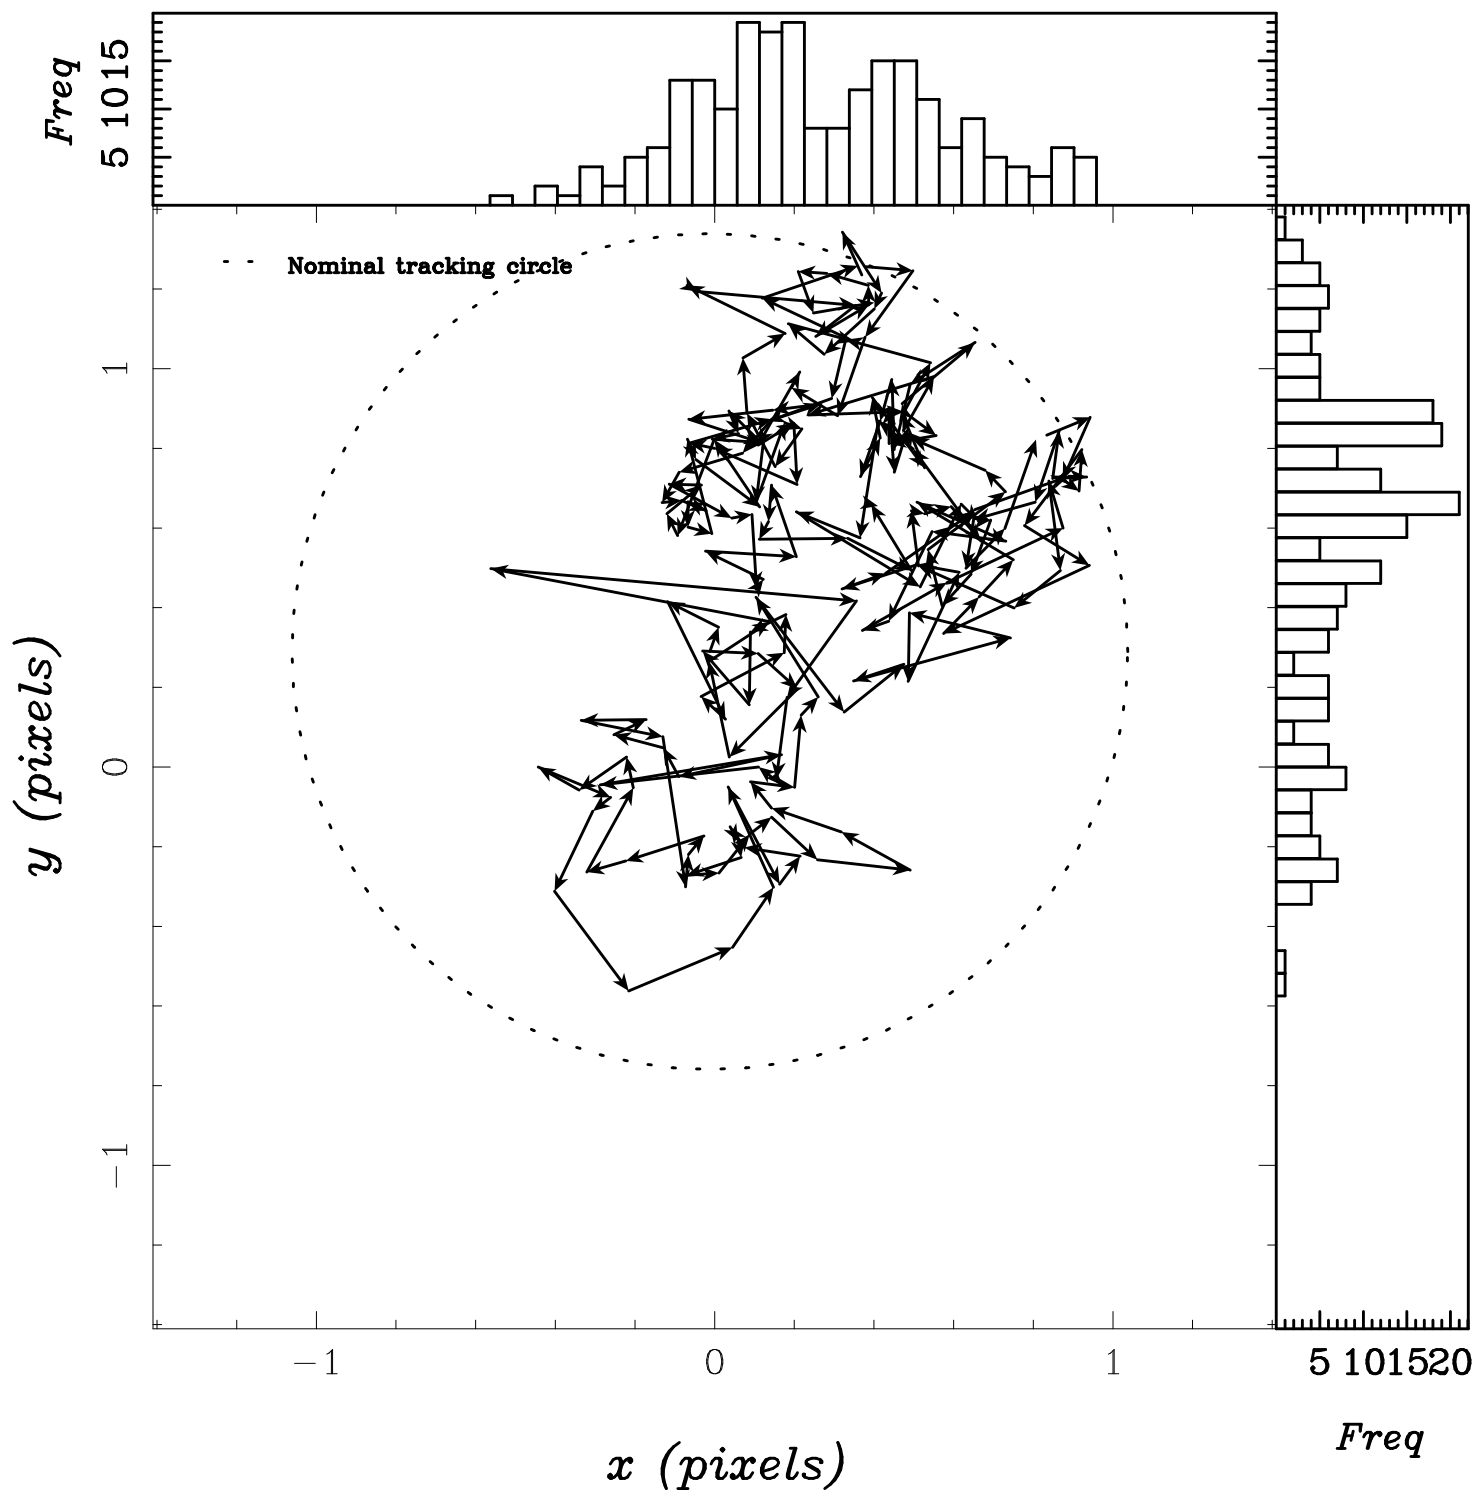 Freq
5 10 15
Nominal tracking circle
y (pixels)
1
0
−1
−1 0 1
5 10 15 20
x (pixels)
Freq